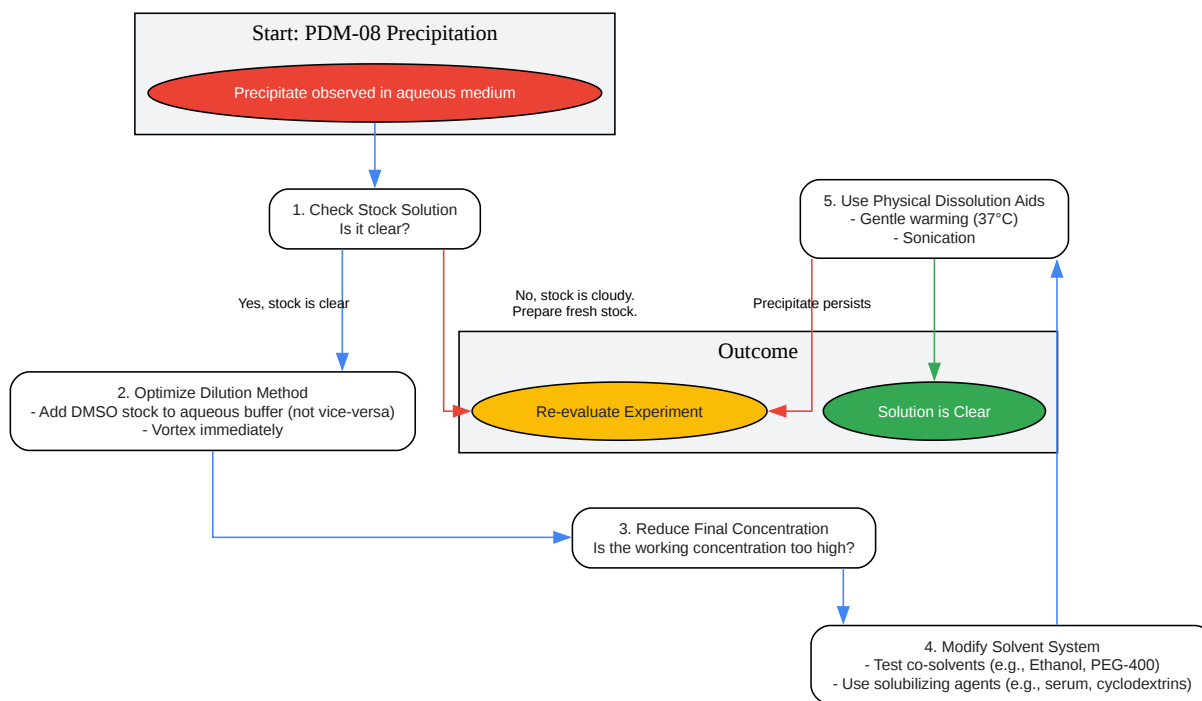 Start: PDM-08 Precipitation
Precipitate observed in aqueous medium
1. Check Stock Solution
Is it clear?
5. Use Physical Dissolution Aids
- Gentle warming (37°C)
- Sonication
Yes, stock is clear
No, stock is cloudy.
Prepare fresh stock.
Precipitate persists
Outcome
2. Optimize Dilution Method
- Add DMSO stock to aqueous buffer (not vice-versa)
- Vortex immediately
Re-evaluate Experiment
Solution is Clear
3. Reduce Final Concentration
Is the working concentration too high?
4. Modify Solvent System
- Test co-solvents (e.g., Ethanol, PEG-400)
- Use solubilizing agents (e.g., serum, cyclodextrins)